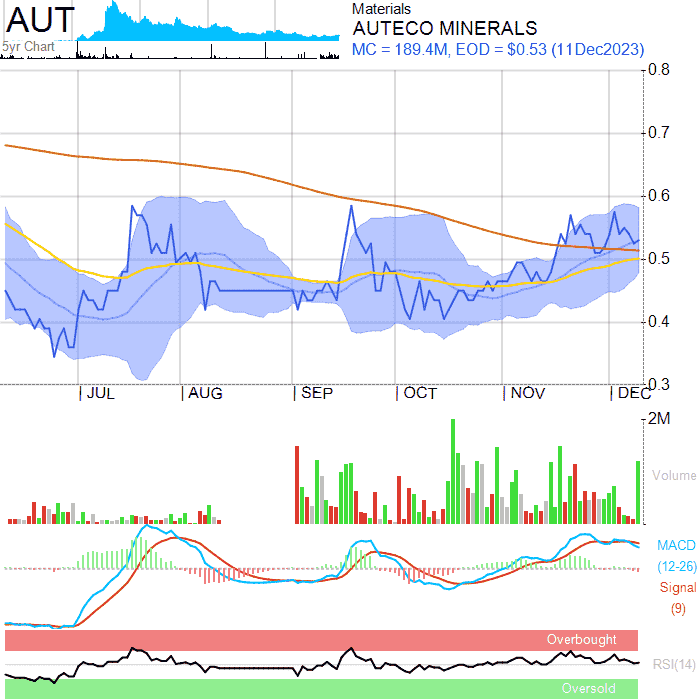 AUT
5yr Chart
Materials
AUTECO MINERALS
MC = 189.4M, EOD = $0.53 (11Dec2023)
0.8
0.7
0.6
0.5
0.4
0.3
JUL AUG SEP OCT NOV DEC
2M
Volume
MACD
(12-26)
Signal
(9)
Overbought
RSI(14)
Oversold